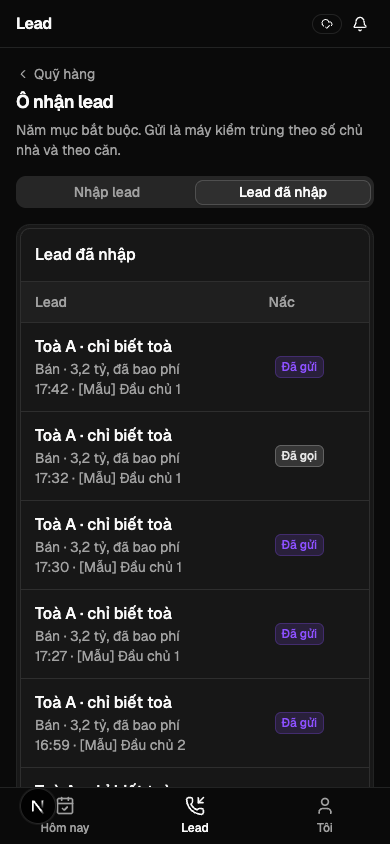 Lead
Quỹ hàng
Ô nhận lead
Năm mục bắt buộc. Gửi là máy kiểm trùng theo số chủ
nhà và theo căn.
Nhập lead
Lead đã nhập
Lead đã nhập
Lead
Nấc
Toà A · chỉ biết toà
Bán · 3,2 tỷ, đã bao phí
17:42 · [Mẫu] Đầu chủ 1
Đã gửi
Toà A · chỉ biết toà
Bán · 3,2 tỷ, đã bao phí
17:32 · [Mẫu] Đầu chủ 1
Đã gọi
Toà A · chỉ biết toà
Bán · 3,2 tỷ, đã bao phí
17:30 · [Mẫu] Đầu chủ 1
Đã gửi
Toà A · chỉ biết toà
Bán · 3,2 tỷ, đã bao phí
17:27 · [Mẫu] Đầu chủ 1
Đã gửi
Toà A · chỉ biết toà
Bán · 3,2 tỷ, đã bao phí
16:59 · [Mẫu] Đầu chủ 2
Đã gửi
N
Hôm nay
Lead
Tôi